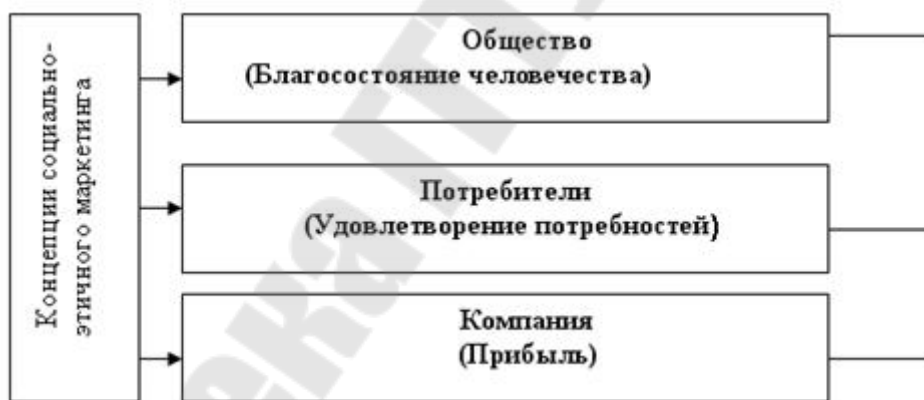 Концепции социально-
этичного маркетинга
Общество
(Благосостояние человечества)
Потребители
(Удовлетворение потребностей)
Компания
(Прибыль)